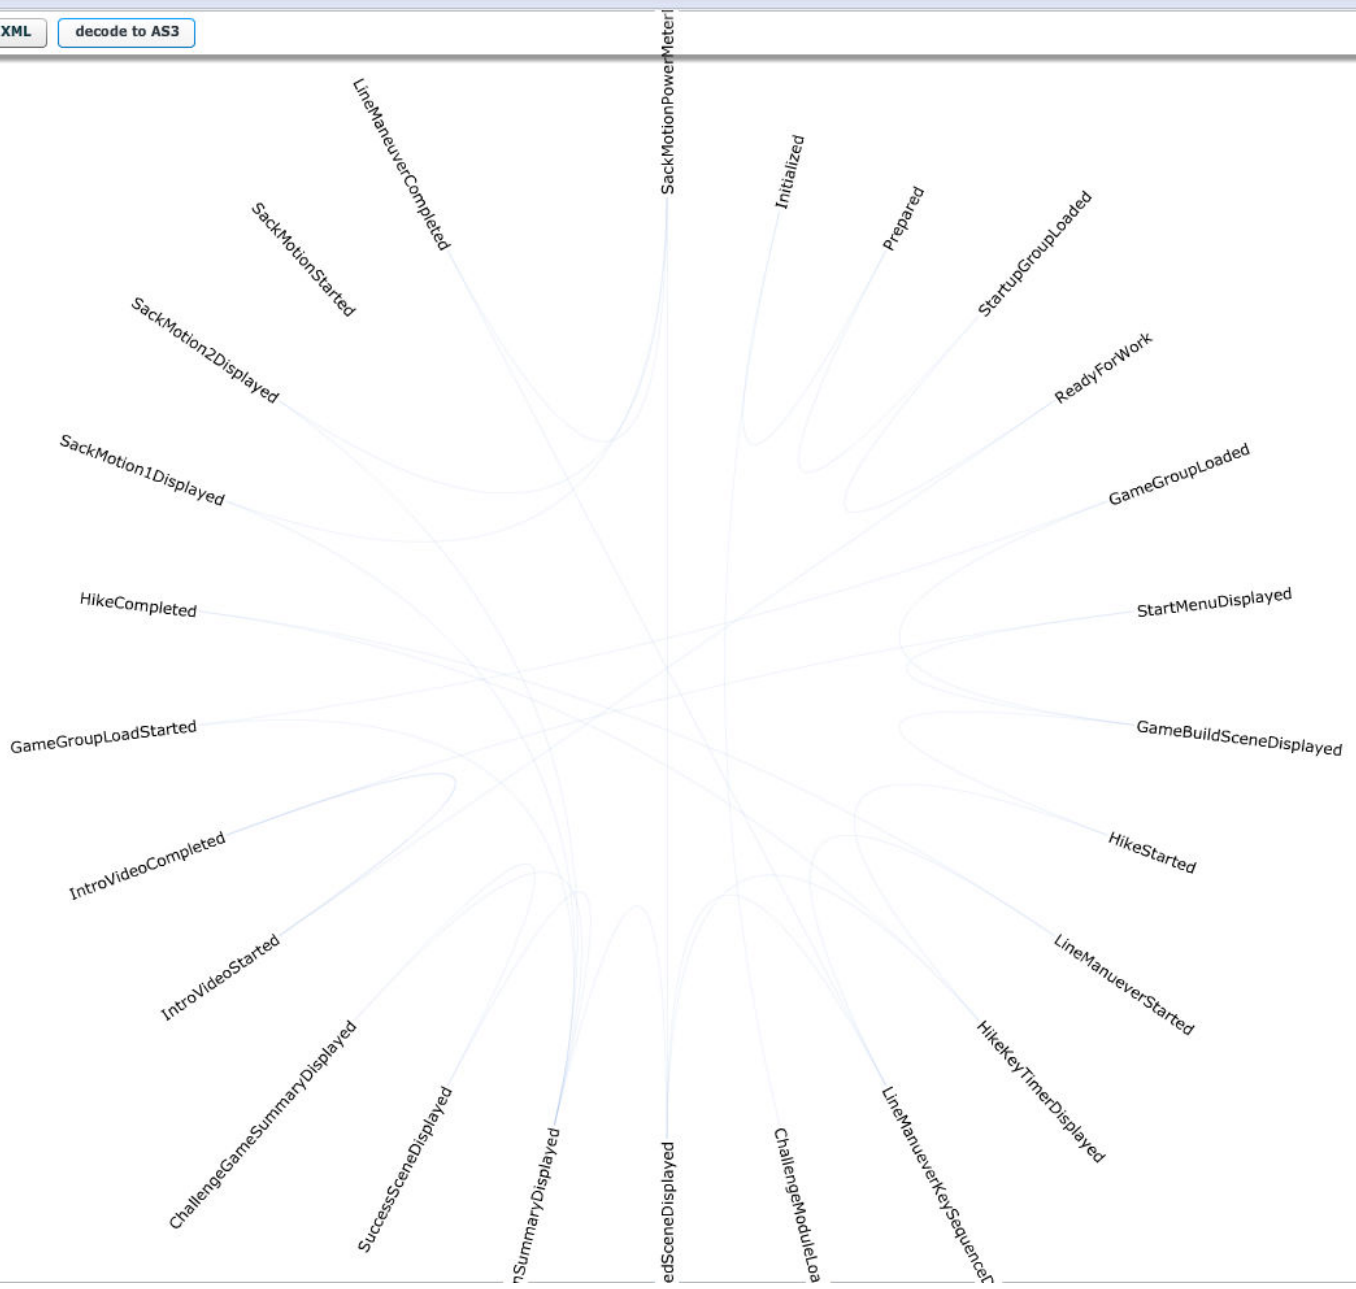 XML
decode to AS3
SackMotionPowerMeter
Initialized
Prepared
StartupGroupLoaded
ReadyForWork
GameGroupLoaded
StartMenuDisplayed
GameBuildSceneDisplayed
HikeStarted
LineManueverStarted
HikeKeyTimerDisplayed
LineManueverKeySequenceD
ChallengeModuleLoa
edSceneDisplayed
nSummaryDisplayed
SuccessSceneDisplayed
ChallengeGameSummaryDisplayed
IntroVideoStarted
IntroVideoCompleted
GameGroupLoadStarted
HikeCompleted
SackMotion1Displayed
SackMotion2Displayed
SackMotionStarted
LineManeuverCompleted